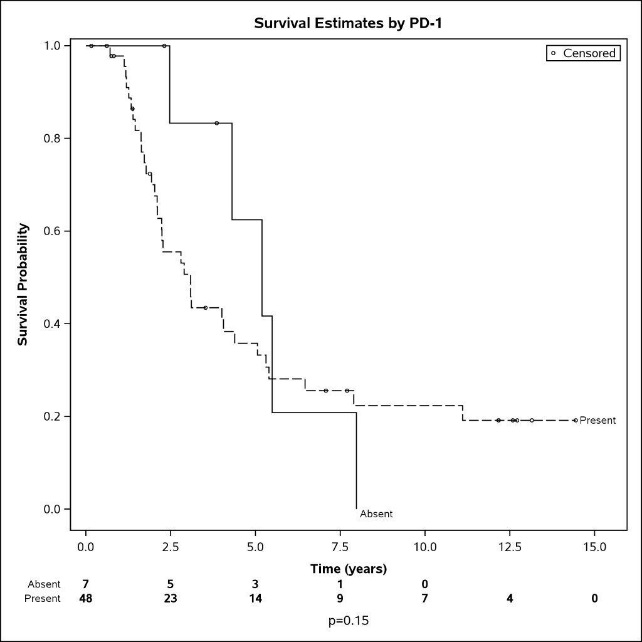 Survival Estimates by PD-1
Censored
1.0
0.8
0.6
0.4
0.2
0.0
Survival Probability
Present
Absent
0.0 2.5 5.0 7.5 10.0 12.5 15.0
Time (years)
Absent 7 5 3 1 0
Present 48 23 14 9 7 4 0
p=0.15